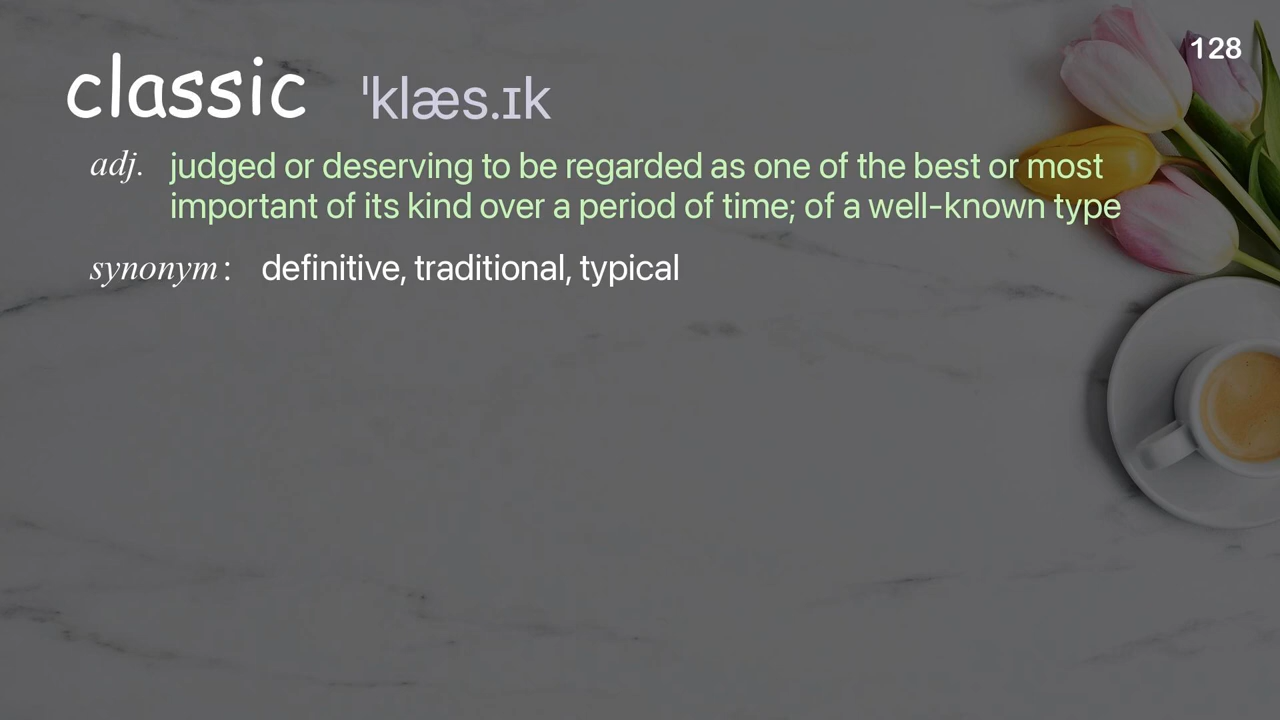 128
classic ˈklæs.ɪk
adj. judged or deserving to be regarded as one of the best or most
important of its kind over a period of time; of a well-known type
synonym: definitive, traditional, typical